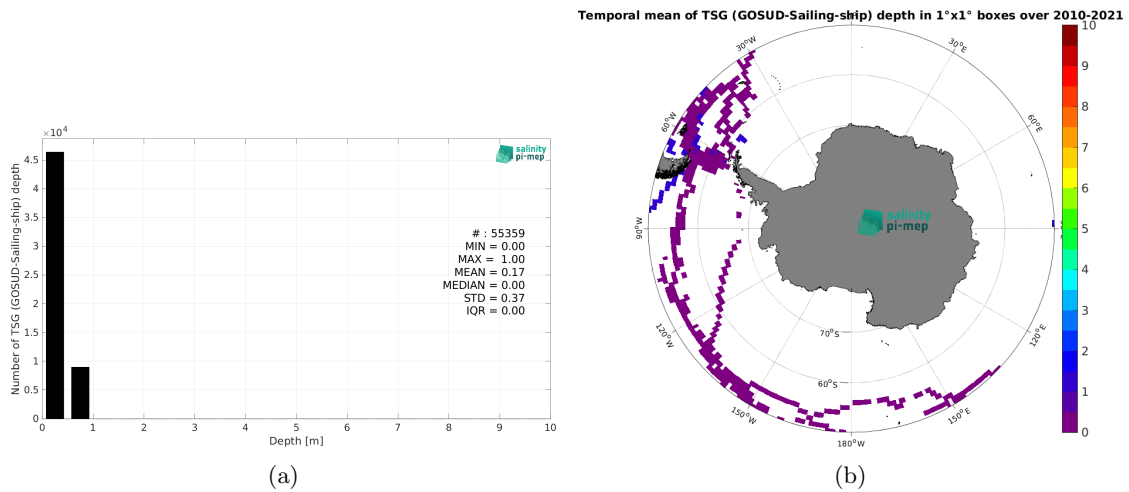 Temporal mean of TSG (GOSUD-Sailing-ship) depth in 1°x1° boxes over 2010-2021
×10⁴
Number of TSG (GOSUD-Sailing-ship) depth
4.5
4
3.5
3
2.5
2
1.5
1
0.5
0
salinity
pi-mep
# : 55359
MIN = 0.00
MAX = 1.00
MEAN = 0.17
MEDIAN = 0.00
STD = 0.37
IQR = 0.00
0 1 2 3 4 5 6 7 8 9 10
Depth [m]
(a)
30°W
30°E
60°W
60°E
90°W
120°W
120°E
150°W
150°E
180°W
70°S
60°S
salinity
pi-mep
10
9
8
7
6
5
4
3
2
1
0
(b)